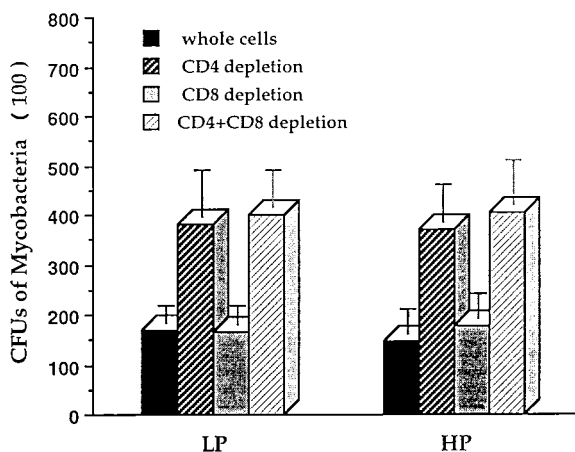 CFUs of Mycobacteria (100)
800
700
600
500
400
300
200
100
0
whole cells
CD4 depletion
CD8 depletion
CD4+CD8 depletion
LP
HP